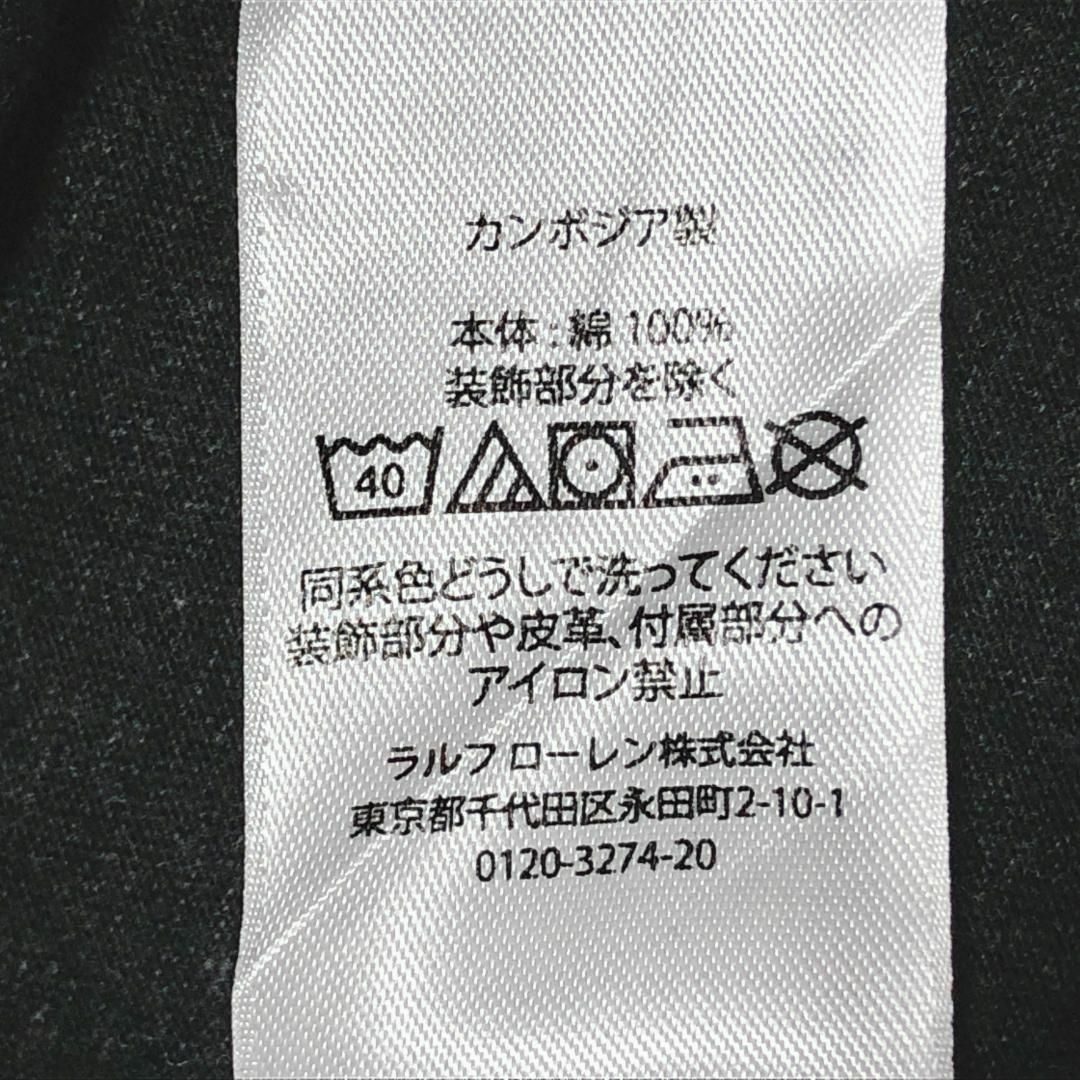 カンボジア製
本体 : 綿 100%
装飾部分を除く
40
同系色どうしで洗ってください
装飾部分や皮革、付属部分への
アイロン禁止
ラルフ ローレン株式会社
東京都千代田区永田町2-10-1
0120-3274-20